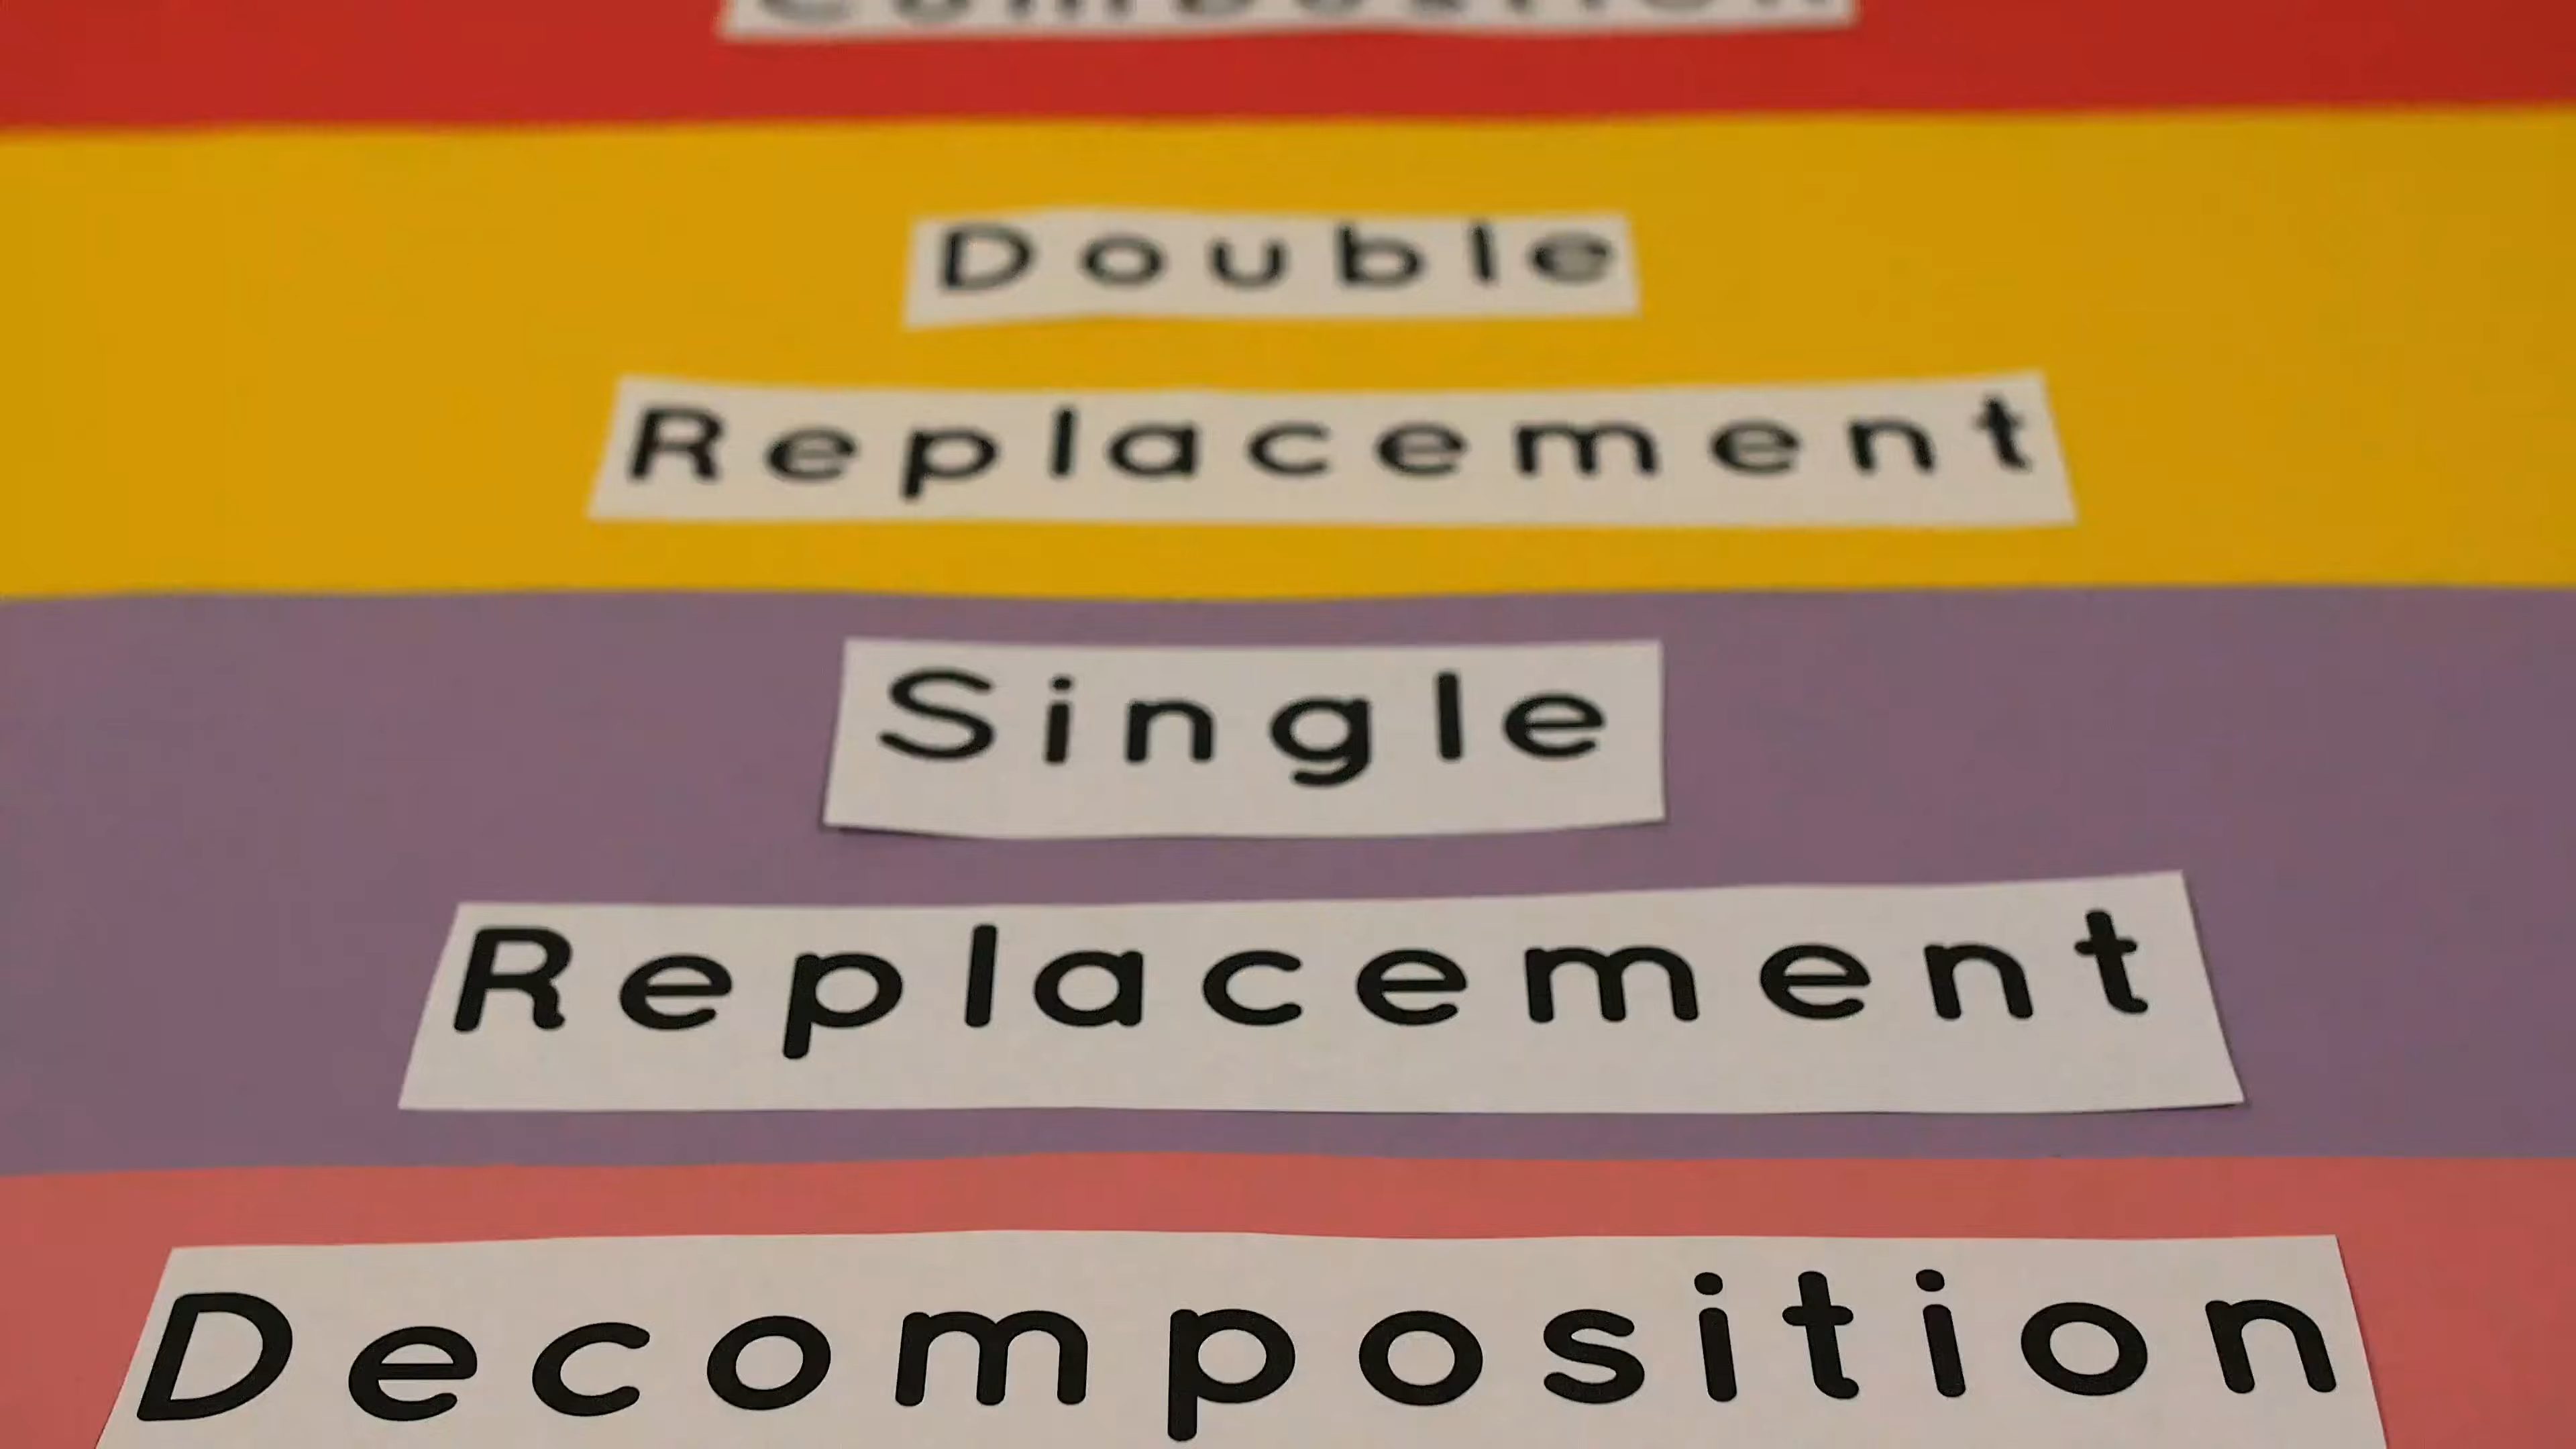 Double
Replacement
Single
Replacement
Decomposition